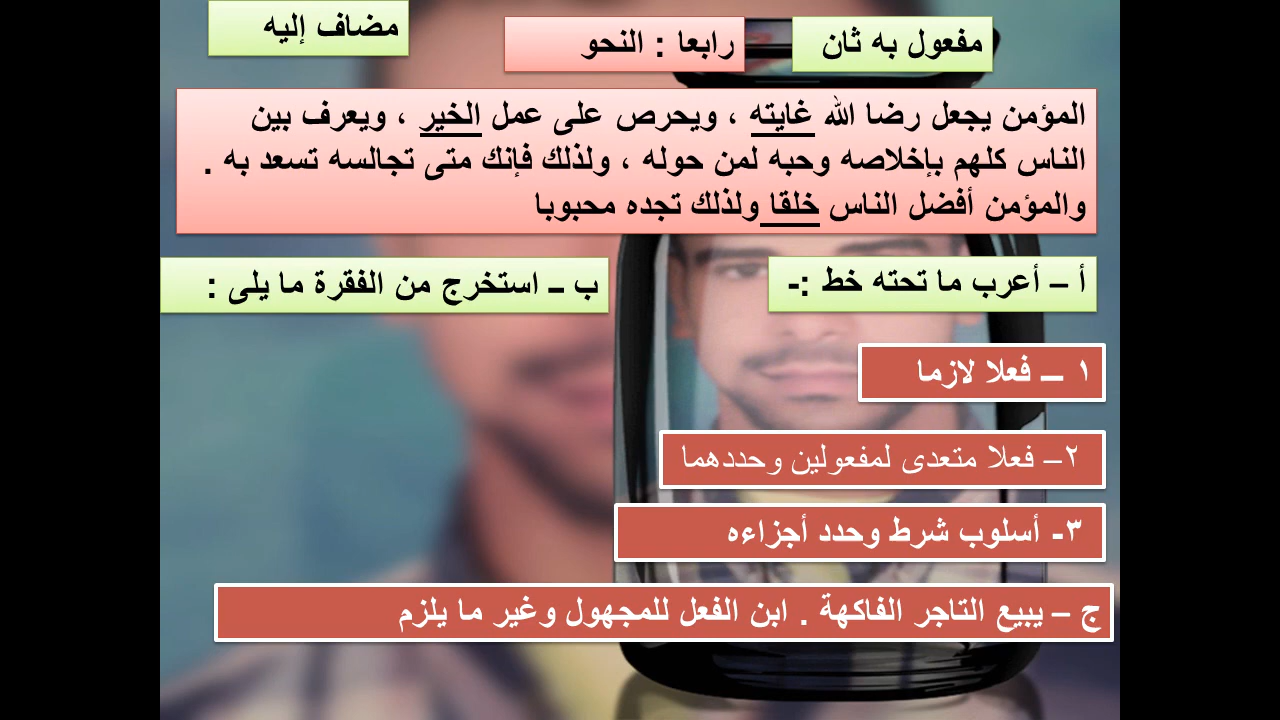 مفعول به ثان
رابعا : النحو
مضاف إليه
المؤمن يجعل رضا الله غايته ، ويحرص على عمل الخير ، ويعرف بين
الناس كلهم بإخلاصه وحبه لمن حوله ، ولذلك فإنك متى تجالسه تسعد به .
والمؤمن أفضل الناس خلقا ولذلك تجده محبوبا
أ – أعرب ما تحته خط :-
ب ــ استخرج من الفقرة ما يلى :
١ ــ فعلا لازما
٢– فعلا متعدى لمفعولين وحددهما
٣- أسلوب شرط وحدد أجزاءه
ج – يبيع التاجر الفاكهة . ابن الفعل للمجهول وغير ما يلزم